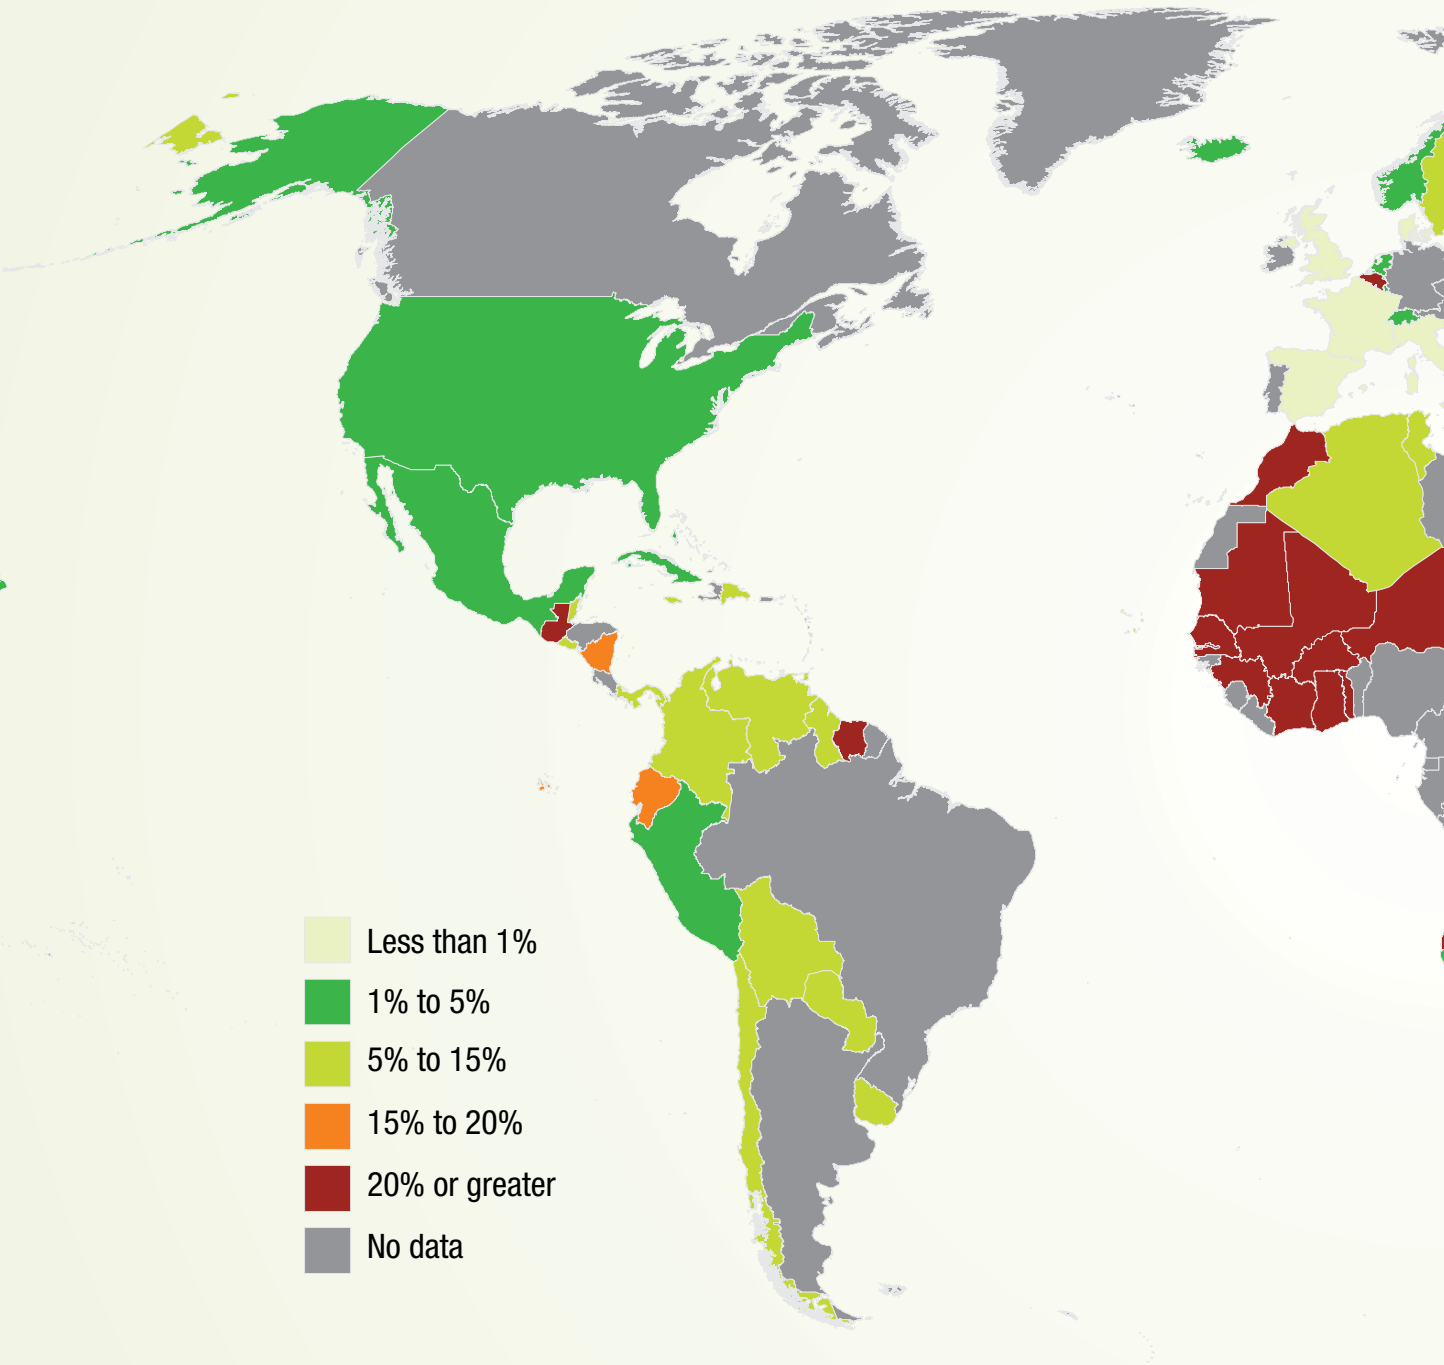 Less than 1%
1% to 5%
5% to 15%
15% to 20%
20% or greater
No data